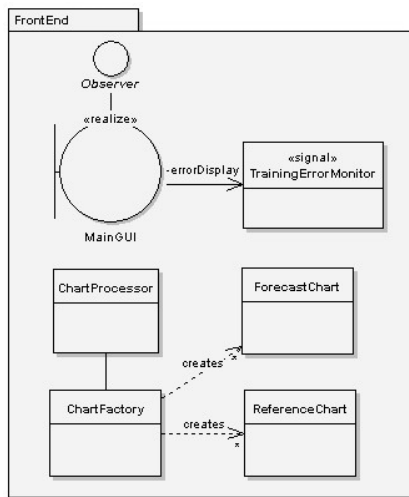 FrontEnd
Observer
«realize»
-errorDisplay
«signal»
TrainingErrorMonitor
MainGUI
ChartProcessor
ForecastChart
creates
*
ChartFactory
creates
ReferenceChart
*